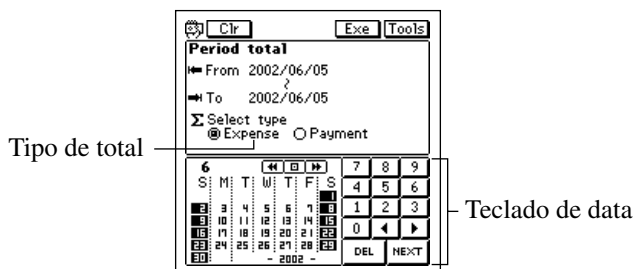 Clr Exe Tools
Period total
From 2002/06/05
~
To 2002/06/05
Σ Select type
Expense Payment
Tipo de total
6
7 8 9
S M T W T F S
4 5 6
1
1 2 3
2 3 4 5 6 7 8
9 10 11 12 13 14 15
0
16 17 18 19 20 21 22
23 24 25 26 27 28 29
DEL NEXT
30
- 2002 -
Teclado de data